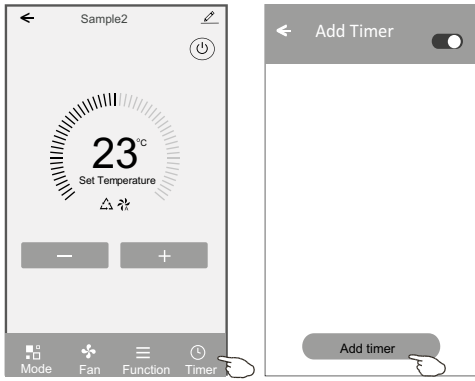 Sample2
23°C
Set Temperature
A
− +
Mode Fan Function Timer
Add Timer
Add timer